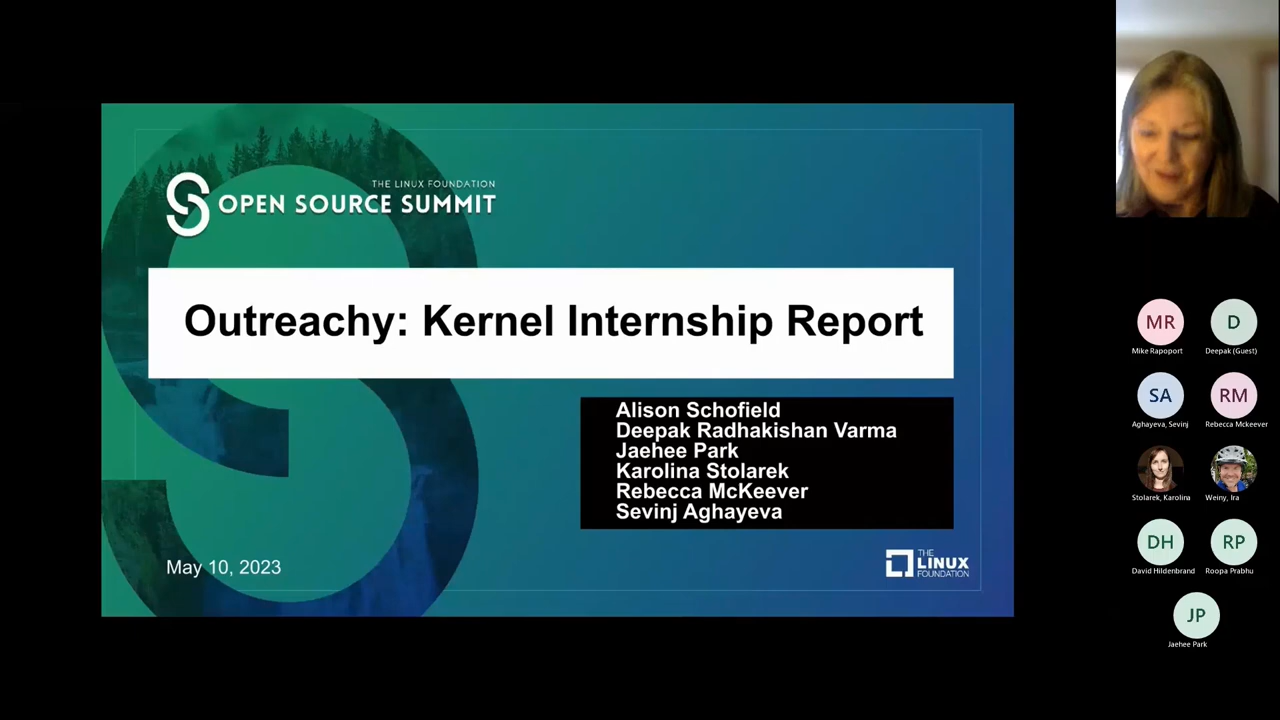 THE LINUX FOUNDATION
OPEN SOURCE SUMMIT
Outreachy: Kernel Internship Report
Alison Schofield
Deepak Radhakishan Varma
Jaehee Park
Karolina Stolarek
Rebecca McKeever
Sevinj Aghayeva
May 10, 2023
THE
LINUX
FOUNDATION
MR
D
Mike Rapoport
Deepak (Guest)
SA
RM
Aghayeva, Sevinj
Rebecca Mckeever
Stolarek, Karolina
Weiny, Ira
DH
RP
David Hildenbrand
Roopa Prabhu
JP
Jaehee Park